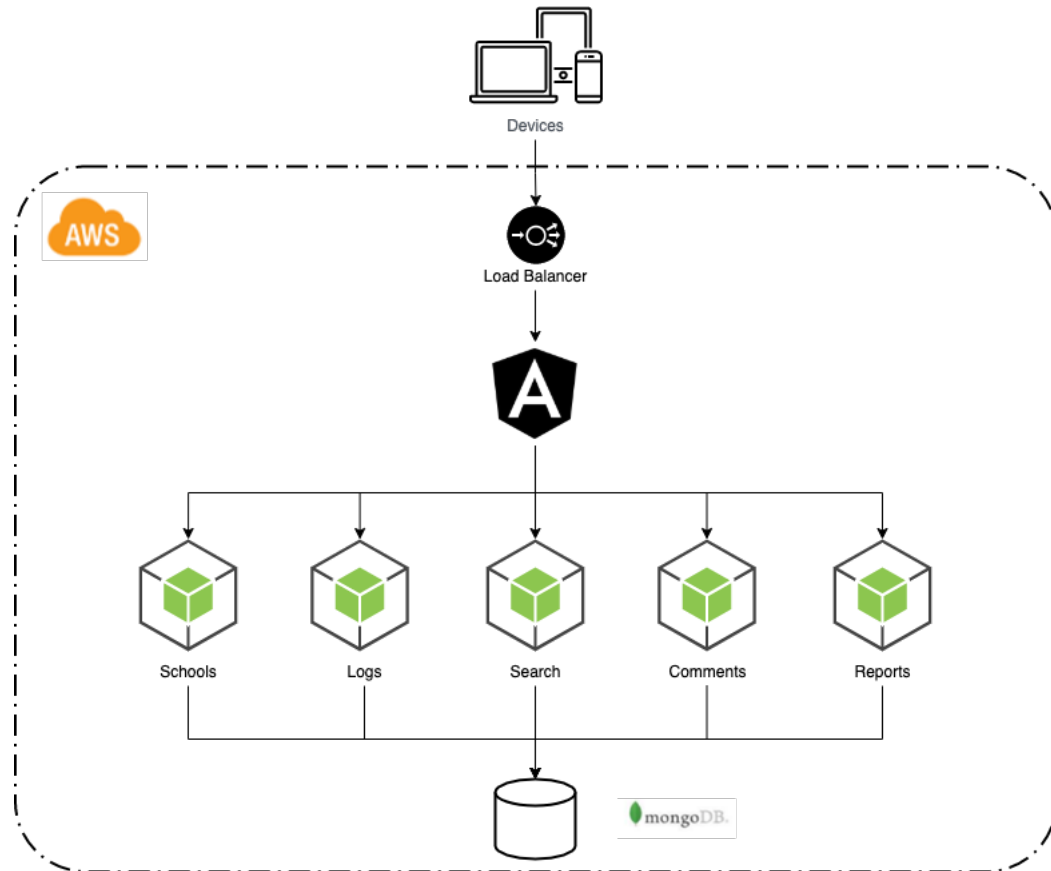 Devices
AWS
Load Balancer
A
Schools
Logs
Search
Comments
Reports
mongoDB.